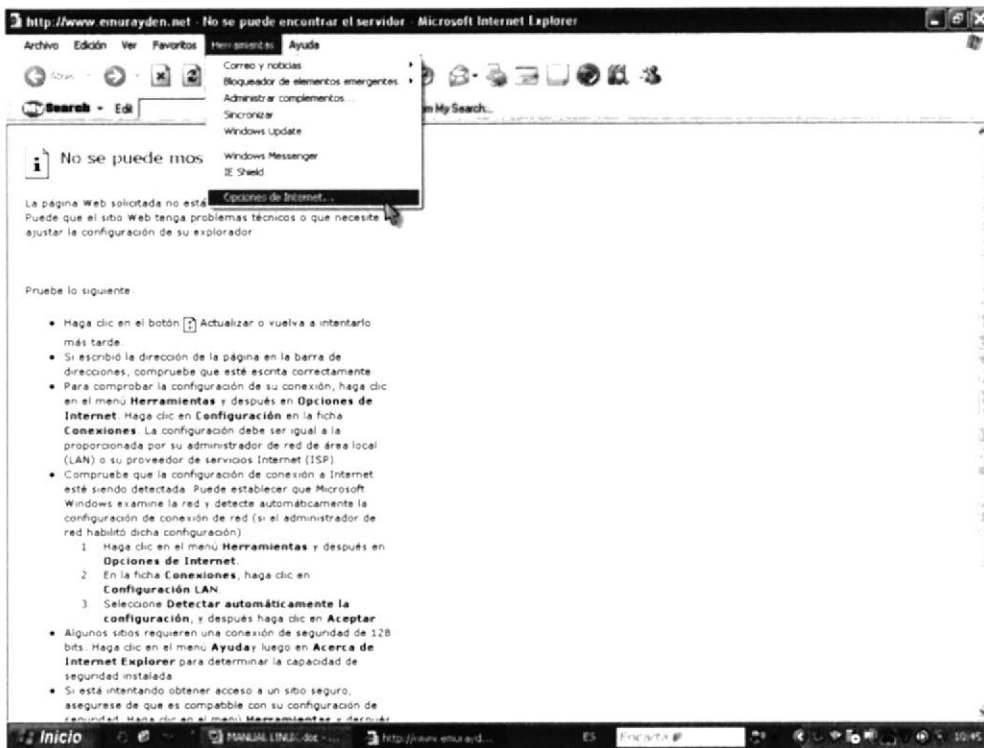 http://www.emurayden.net - No se puede encontrar el servidor - Microsoft Internet Explorer
Archivo Edición Ver Favoritos Herramientas Ayuda
Correo y noticias
Bloqueador de elementos emergentes
Administrar complementos...
Sincronizar
Windows Update
Windows Messenger
IE Shield
Opciones de Internet...
Atrás
Search Edit
My Search...
No se puede mos
La página Web solicitada no está
Puede que el sitio Web tenga problemas técnicos o que necesite
ajustar la configuración de su explorador
Pruebe lo siguiente:
Haga clic en el botón Actualizar o vuelva a intentarlo
más tarde.
Si escribió la dirección de la página en la barra de
direcciones, compruebe que esté escrita correctamente
Para comprobar la configuración de su conexión, haga clic
en el menú Herramientas y después en Opciones de
Internet. Haga clic en Configuración en la ficha
Conexiones. La configuración debe ser igual a la
proporcionada por su administrador de red de área local
(LAN) o su proveedor de servicios Internet (ISP)
Compruebe que la configuración de conexión a Internet
esté siendo detectada. Puede establecer que Microsoft
Windows examine la red y detecte automáticamente la
configuración de conexión de red (si el administrador de
red habilitó dicha configuración)
1. Haga clic en el menú Herramientas y después en
Opciones de Internet.
2. En la ficha Conexiones, haga clic en
Configuración LAN
3. Seleccione Detectar automáticamente la
configuración, y después haga clic en Aceptar
Algunos sitios requieren una conexión de seguridad de 128
bits. Haga clic en el menú Ayuday luego en Acerca de
Internet Explorer para determinar la capacidad de
seguridad instalada
Si está intentando obtener acceso a un sitio seguro,
asegurese de que es compatible con su configuración de
seguridad. Haga clic en el menú Herramientas y después
Inicio MANUAL LINUX.doc - ... http://www.emurayd... ES Encarta 10:45